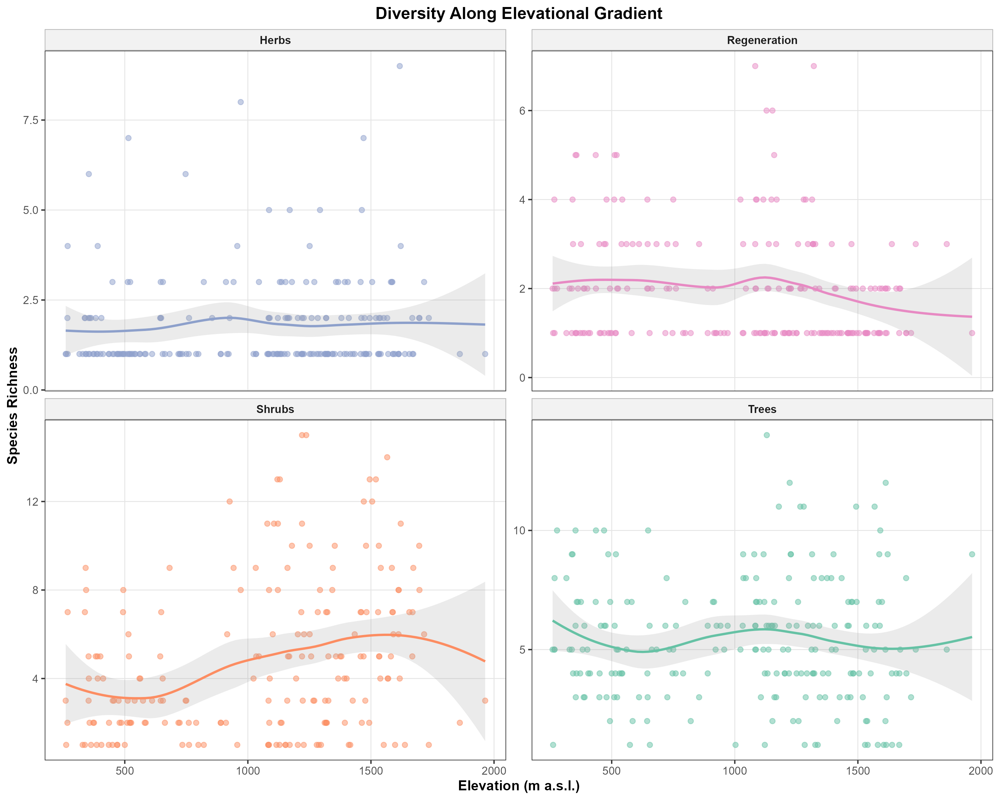 Diversity Along Elevational Gradient
Herbs
Regeneration
7.5
5.0
2.5
0.0
6
4
2
0
Species Richness
Shrubs
Trees
12
8
4
10
5
500 1000 1500 2000
500 1000 1500 2000
Elevation (m a.s.l.)